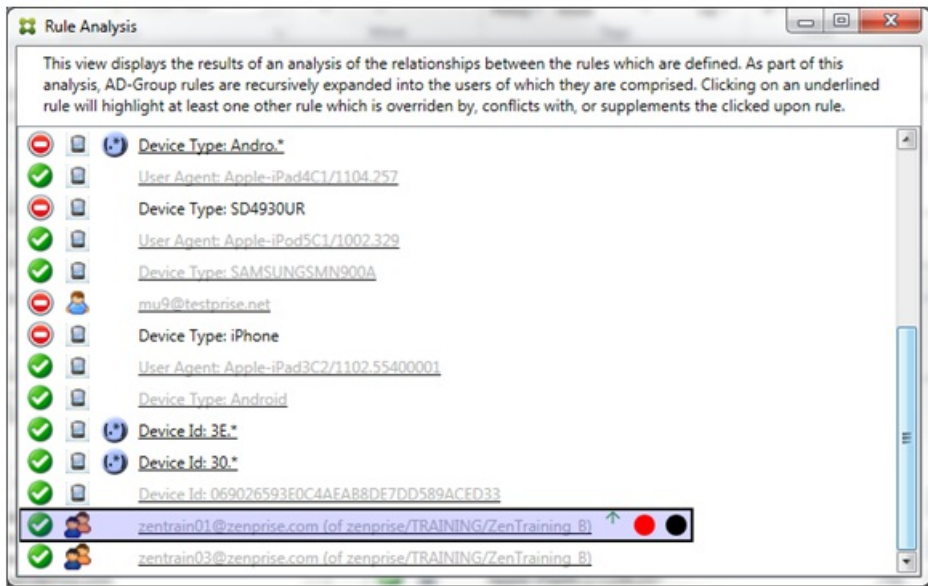 Rule Analysis
This view displays the results of an analysis of the relationships between the rules which are defined. As part of this
analysis, AD-Group rules are recursively expanded into the users of which they are comprised. Clicking on an underlined
rule will highlight at least one other rule which is overriden by, conflicts with, or supplements the clicked upon rule.
(.*) Device Type: Andro.*
User Agent: Apple-iPad4C1/1104.257
Device Type: SD4930UR
User Agent: Apple-iPod5C1/1002.329
Device Type: SAMSUNGSMN900A
mu9@testprise.net
Device Type: iPhone
User Agent: Apple-iPad3C2/1102.55400001
Device Type: Android
(.*) Device Id: 3E.*
(.*) Device Id: 30.*
Device Id: 069026593E0C4AEAB8DE7DD589ACED33
zentrain01@zenprise.com (of zenprise/TRAINING/ZenTraining_B)
zentrain03@zenprise.com (of zenprise/TRAINING/ZenTraining_B)